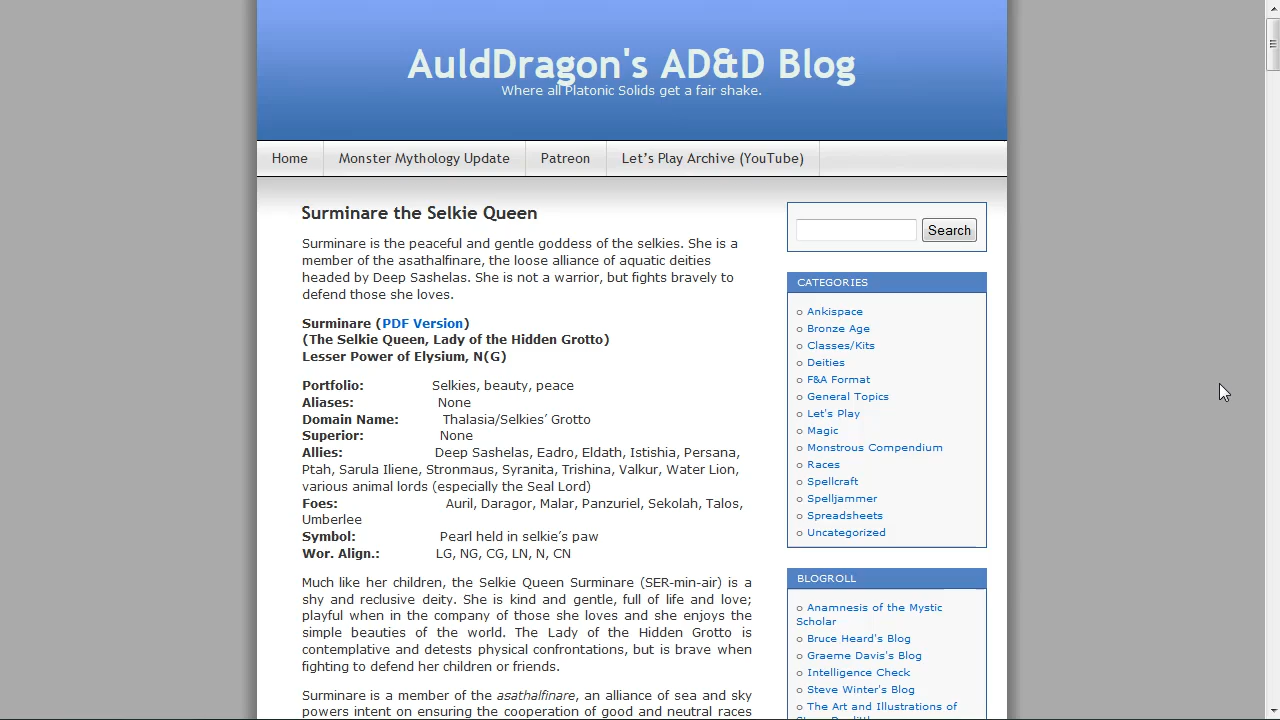 AuldDragon's AD&D Blog
Where all Platonic Solids get a fair shake.
Home
Monster Mythology Update
Patreon
Let’s Play Archive (YouTube)
Surminare the Selkie Queen
Surminare is the peaceful and gentle goddess of the selkies. She is a
member of the asathalfinare, the loose alliance of aquatic deities
headed by Deep Sashelas. She is not a warrior, but fights bravely to
defend those she loves.
Surminare (PDF Version)
(The Selkie Queen, Lady of the Hidden Grotto)
Lesser Power of Elysium, N(G)
Portfolio: Selkies, beauty, peace
Aliases: None
Domain Name: Thalasia/Selkies’ Grotto
Superior: None
Allies: Deep Sashelas, Eadro, Eldath, Istishia, Persana,
Ptah, Sarula Iliene, Stronmaus, Syranita, Trishina, Valkur, Water Lion,
various animal lords (especially the Seal Lord)
Foes: Auril, Daragor, Malar, Panzuriel, Sekolah, Talos,
Umberlee
Symbol: Pearl held in selkie’s paw
Wor. Align.: LG, NG, CG, LN, N, CN
Much like her children, the Selkie Queen Surminare (SER-min-air) is a
shy and reclusive deity. She is kind and gentle, full of life and love;
playful when in the company of those she loves and she enjoys the
simple beauties of the world. The Lady of the Hidden Grotto is
contemplative and detests physical confrontations, but is brave when
fighting to defend her children or friends.
Surminare is a member of the asathalfinare, an alliance of sea and sky
powers intent on ensuring the cooperation of good and neutral races
Search
CATEGORIES
Ankispace
Bronze Age
Classes/Kits
Deities
F&A Format
General Topics
Let's Play
Magic
Monstrous Compendium
Races
Spellcraft
Spelljammer
Spreadsheets
Uncategorized
BLOGROLL
Anamnesis of the Mystic
Scholar
Bruce Heard's Blog
Graeme Davis's Blog
Intelligence Check
Steve Winter's Blog
The Art and Illustrations of